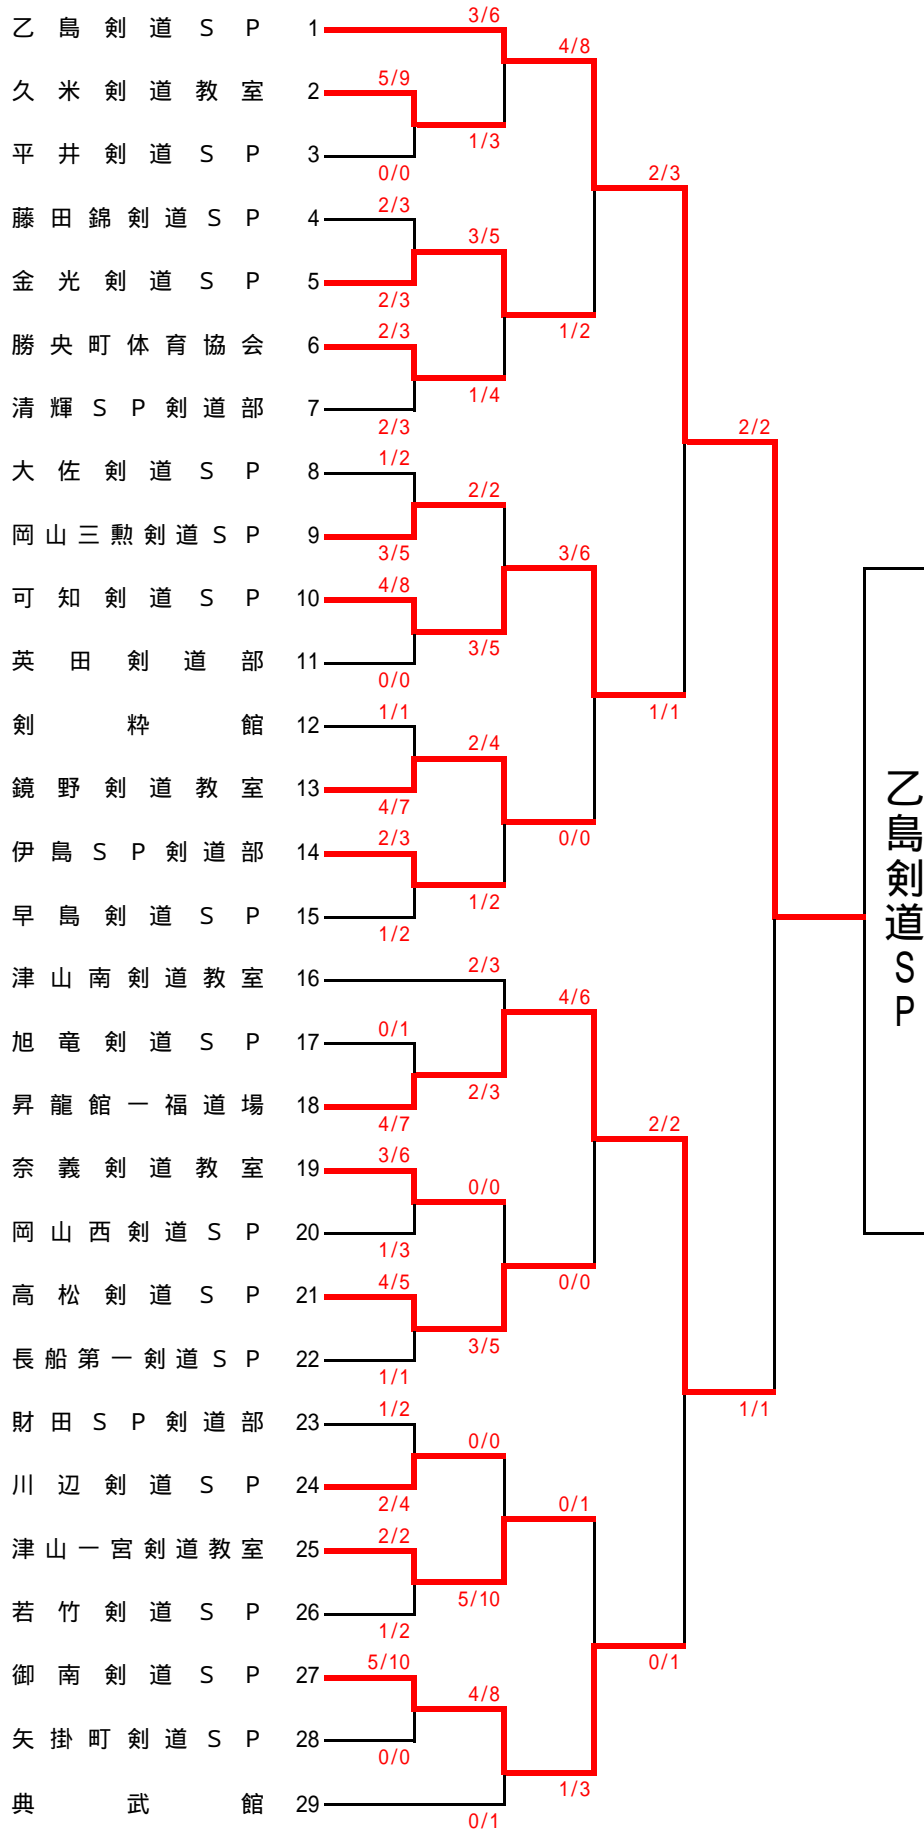 3/6
乙島剣道ＳＰ 1
4/8
5/9
久米剣道教室 2
1/3
平井剣道ＳＰ 3
0/0
2/3
2/3
藤田錦剣道ＳＰ 4
3/5
金光剣道ＳＰ 5
2/3
2/3
1/2
勝央町体育協会 6
1/4
清輝ＳＰ剣道部 7
2/3
2/2
1/2
大佐剣道ＳＰ 8
2/2
岡山三勲剣道ＳＰ 9
3/5
3/6
4/8
可知剣道ＳＰ 10
3/5
英田剣道部 11
0/0
1/1
1/1
剣粋館 12
2/4
鏡野剣道教室 13
4/7
2/3
0/0
伊島ＳＰ剣道部 14
1/2
早島剣道ＳＰ 15
1/2
乙島剣道ＳＰ
2/3
津山南剣道教室 16
4/6
0/1
旭竜剣道ＳＰ 17
2/3
昇龍館一福道場 18
4/7
2/2
3/6
奈義剣道教室 19
0/0
岡山西剣道ＳＰ 20
1/3
4/5
0/0
高松剣道ＳＰ 21
3/5
長船第一剣道ＳＰ 22
1/1
1/2
1/1
財田ＳＰ剣道部 23
0/0
川辺剣道ＳＰ 24
2/4
0/1
2/2
津山一宮剣道教室 25
5/10
若竹剣道ＳＰ 26
1/2
5/10
0/1
御南剣道ＳＰ 27
4/8
矢掛町剣道ＳＰ 28
0/0
1/3
典武館 29
0/1